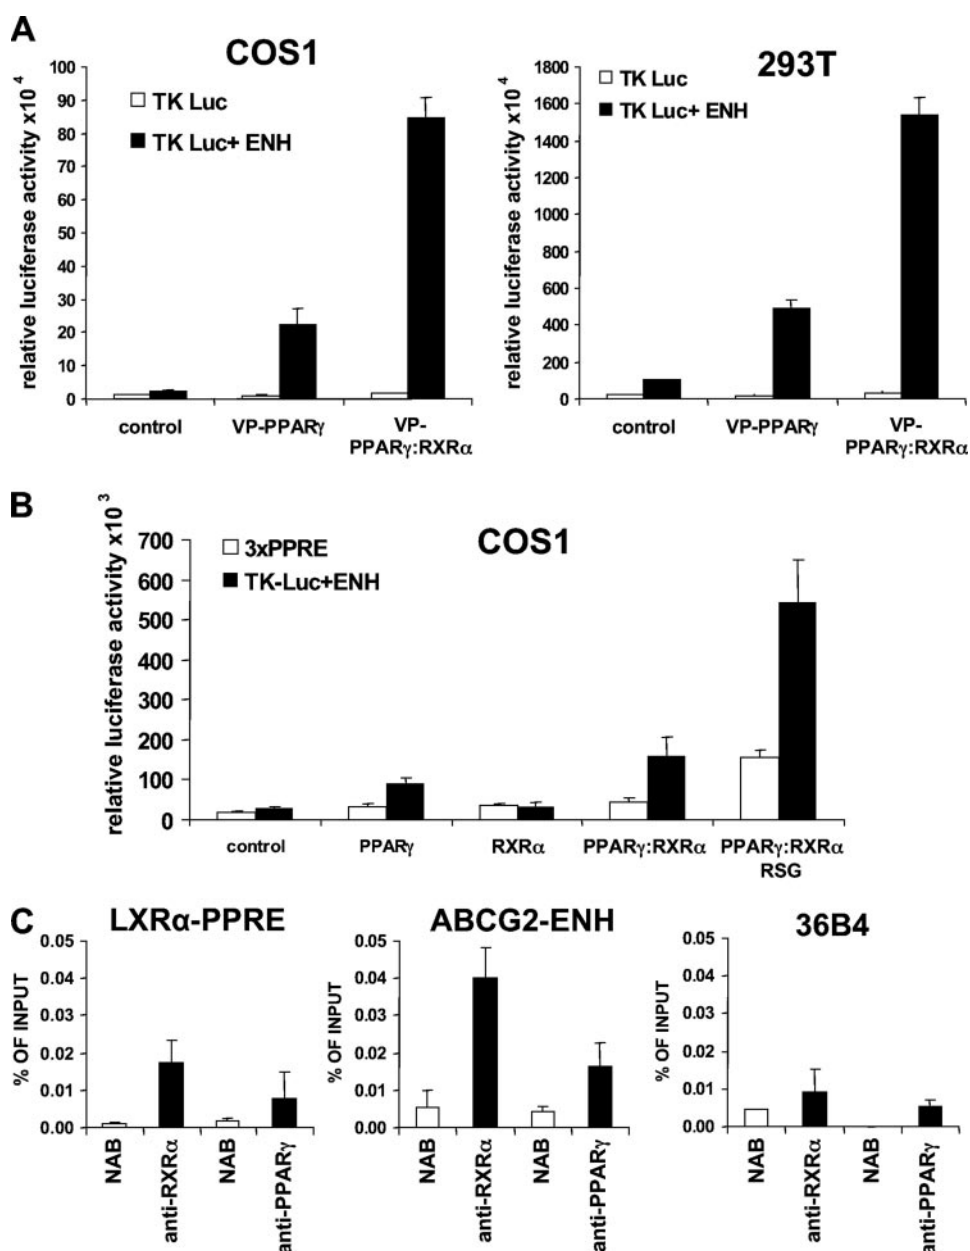 A
COS1
relative luciferase activity x10 4
100
90
80
70
60
50
40
30
20
10
0
TK Luc
TK Luc+ ENH
control
VP-PPARγ
VP-
PPARγ:RXRα
293T
relative luciferase activity x10 4
1800
1600
1400
1200
1000
800
600
400
200
0
TK Luc
TK Luc+ ENH
control
VP-PPARγ
VP-
PPARγ:RXRα
B
COS1
relative luciferase activity x10 3
700
600
500
400
300
200
100
0
3xPPRE
TK-Luc+ENH
control
PPARγ
RXRα
PPARγ:RXRα
PPARγ:RXRα
RSG
C
LXRα-PPRE
% OF INPUT
0.05
0.04
0.03
0.02
0.01
0.00
NAB
anti-RXRα
NAB
anti-PPARγ
ABCG2-ENH
% OF INPUT
0.05
0.04
0.03
0.02
0.01
0.00
NAB
anti-RXRα
NAB
anti-PPARγ
36B4
% OF INPUT
0.05
0.04
0.03
0.02
0.01
0.00
NAB
anti-RXRα
NAB
anti-PPARγ